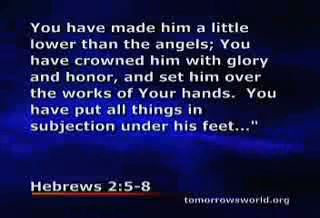 You have made him a little
lower than the angels; You
have crowned him with glory
and honor, and set him over
the works of Your hands.  You
have put all things in
subjection under his feet..."
Hebrews 2:5-8
tomorrowsworld.org